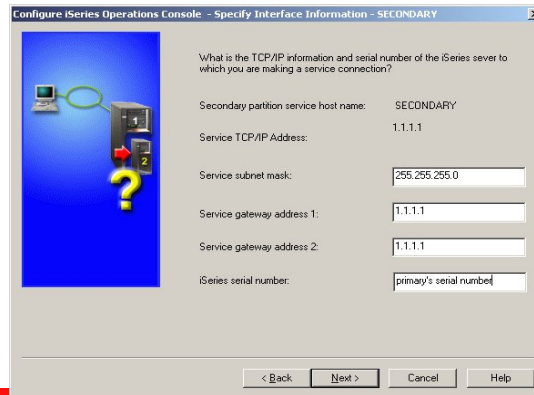 Configure iSeries Operations Console - Specify Interface Information - SECONDARY
What is the TCP/IP information and serial number of the iSeries sever to
which you are making a service connection?
Secondary partition service host name: SECONDARY
Service TCP/IP Address: 1.1.1.1
Service subnet mask: 255.255.255.0
Service gateway address 1: 1.1.1.1
Service gateway address 2: 1.1.1.1
iSeries serial number: primary's serial number
1
2
< Back Next > Cancel Help